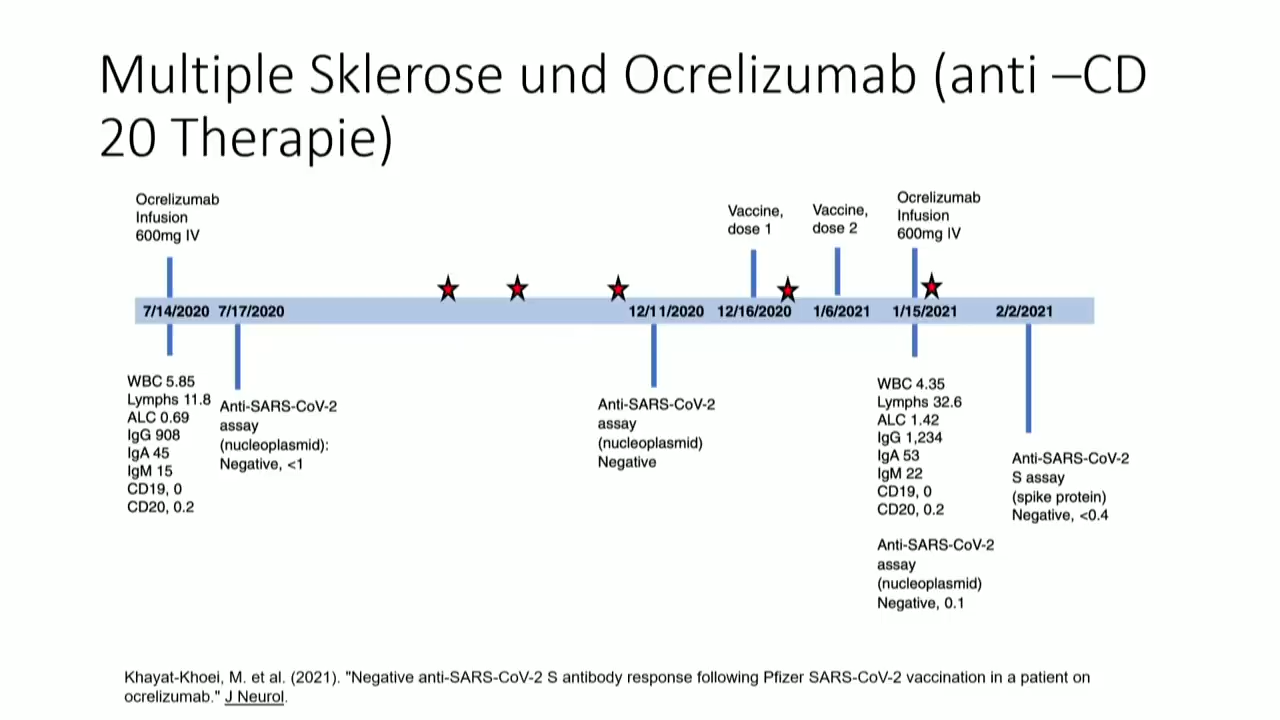 Multiple Sklerose und Ocrelizumab (anti –CD
20 Therapie)
Ocrelizumab
Infusion
600mg IV
Vaccine,
dose 1
Vaccine,
dose 2
Ocrelizumab
Infusion
600mg IV
7/14/2020 7/17/2020 12/11/2020 12/16/2020 1/6/2021 1/15/2021 2/2/2021
WBC 5.85
Lymphs 11.8
ALC 0.69
IgG 908
IgA 45
IgM 15
CD19, 0
CD20, 0.2
Anti-SARS-CoV-2
assay
(nucleoplasmid):
Negative, <1
Anti-SARS-CoV-2
assay
(nucleoplasmid)
Negative
WBC 4.35
Lymphs 32.6
ALC 1.42
IgG 1,234
IgA 53
IgM 22
CD19, 0
CD20, 0.2
Anti-SARS-CoV-2
assay
(nucleoplasmid)
Negative, 0.1
Anti-SARS-CoV-2
S assay
(spike protein)
Negative, <0.4
Khayat-Khoei, M. et al. (2021). "Negative anti-SARS-CoV-2 S antibody response following Pfizer SARS-CoV-2 vaccination in a patient on
ocrelizumab." J Neurol.